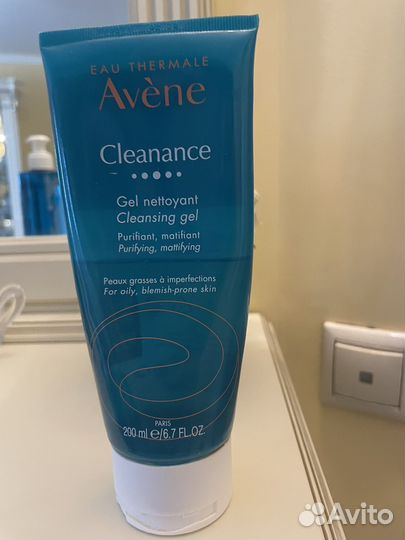 EAU THERMALE
Avène
Cleanance
Gel nettoyant
Cleansing gel
Purifiant, matifiant
Purifying, mattifying
Peaux grasses à imperfections
For oily, blemish-prone skin
PARIS
200 ml e/6.7 FL.OZ.
Avito